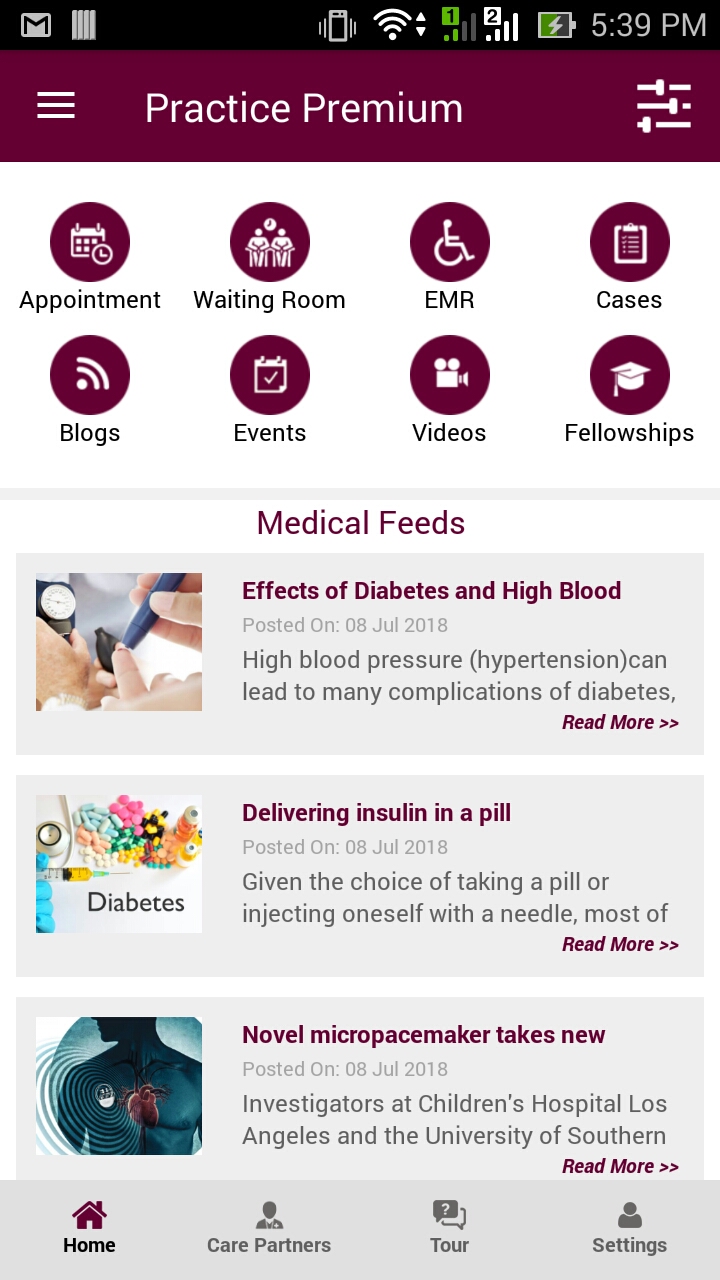 1 2 5:39 PM
Practice Premium
Appointment Waiting Room EMR Cases
Blogs Events Videos Fellowships
Medical Feeds
Effects of Diabetes and High Blood
Posted On: 08 Jul 2018
High blood pressure (hypertension)can
lead to many complications of diabetes,
Read More >>
Diabetes
Delivering insulin in a pill
Posted On: 08 Jul 2018
Given the choice of taking a pill or
injecting oneself with a needle, most of
Read More >>
Novel micropacemaker takes new
Posted On: 08 Jul 2018
Investigators at Children's Hospital Los
Angeles and the University of Southern
Read More >>
Home Care Partners Tour Settings